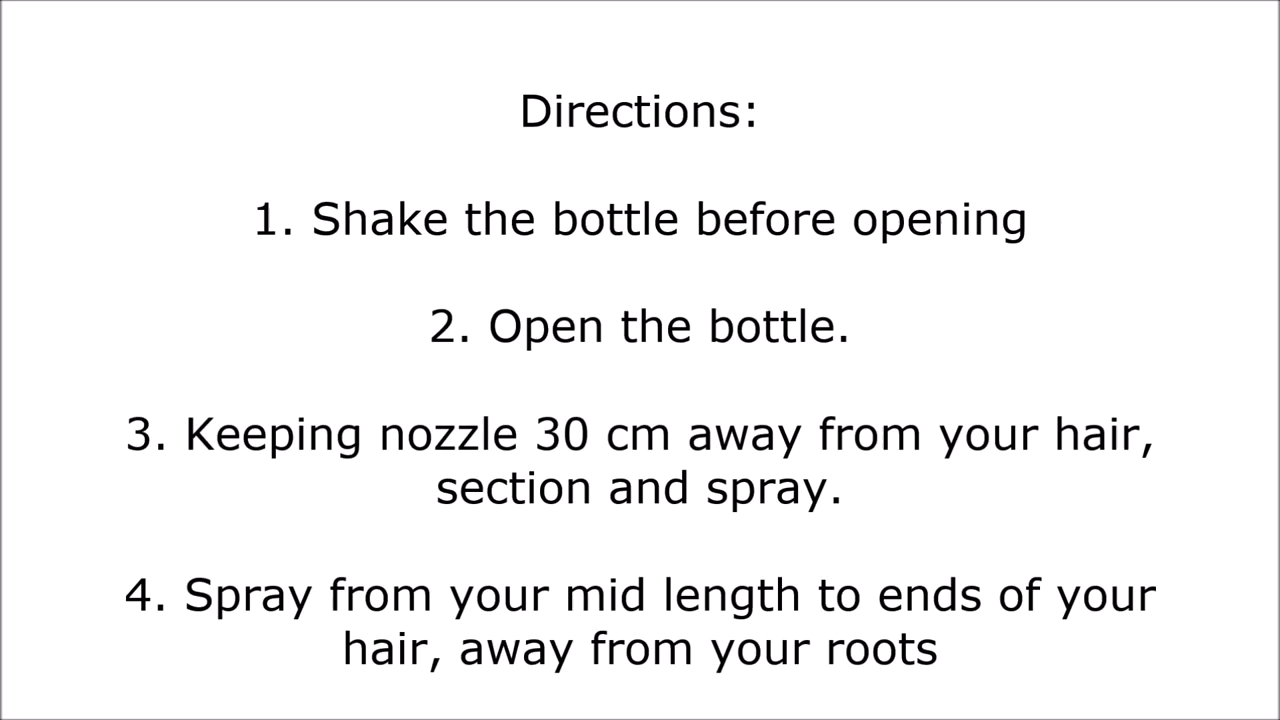 Directions:
1. Shake the bottle before opening
2. Open the bottle.
3. Keeping nozzle 30 cm away from your hair,
section and spray.
4. Spray from your mid length to ends of your
hair, away from your roots